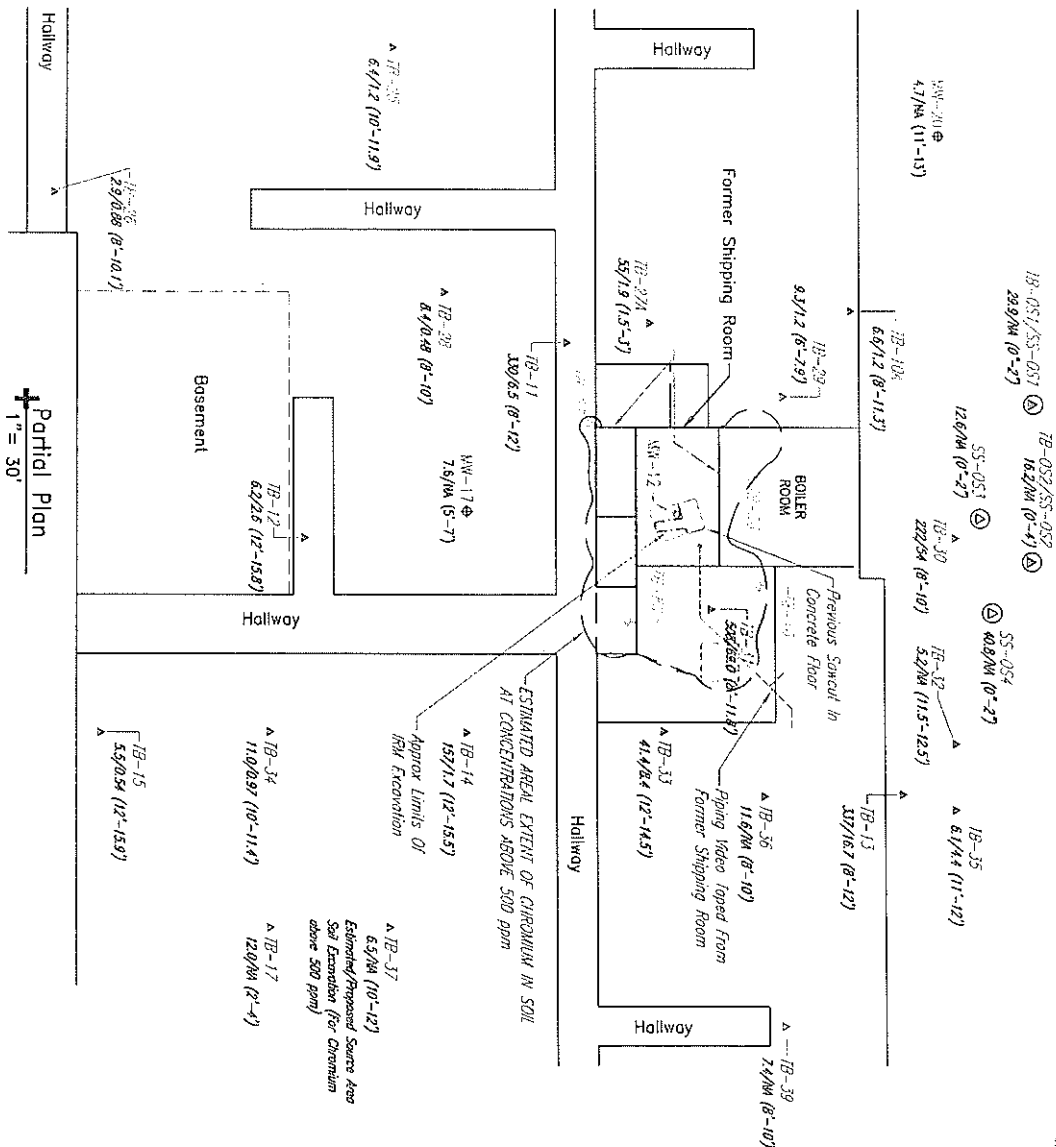 Hallway
Hallway
MW-20
4.7/NA (11'-13')
TB-OS1/SS-OS1
29.9/NA (0"-2")
TB-OS2/SS-OS2
16.2/NA (0"-4")
SS-OS3
12.6/NA (0"-2")
SS-OS4
40.8/NA (0"-2")
TB-30
222/54 (8'-10')
TB-32
5.2/NA (11.5'-12.5')
TB-35
6.1/4.4 (11'-12')
6.4/1.2 (10'-11.9')
Hallway
Former Shipping Room
TB-27A
55/1.9 (1.5'-3')
TB-29
9.3/1.2 (6'-7.9')
6.6/1.2 (8'-11.3')
TB-26
2.9/0.88 (8'-10.1')
TB-28
8.4/0.48 (8'-10')
TB-11
330/6.5 (8'-12')
MW-17
7.6/NA (5'-7')
Basement
TB-12
6.2/2.6 (12'-15.8')
MW-12
BOILER
ROOM
Previous Sawcut In
Concrete Floor
TB-13
337/16.7 (8'-12')
Hallway
ESTIMATED AREAL EXTENT OF CHROMIUM IN SOIL
AT CONCENTRATIONS ABOVE 500 ppm
Approx Limits Of
IRM Excavation
Piping Video Taped From
Former Shipping Room
TB-36
11.6/NA (8'-10')
TB-33
41.4/8.4 (12'-14.5')
TB-14
157/1.7 (12'-15.5')
TB-34
11.0/0.97 (10'-11.4')
TB-15
5.5/0.54 (12'-15.9')
Hallway
TB-37
6.5/NA (10'-12')
Estimated/Proposed Source Area
Soil Excavation (For Chromium
above 500 ppm)
TB-17
12.0/NA (2'-4')
Hallway
TB-39
7.4/NA (8'-10')
Partial Plan
1"= 30'